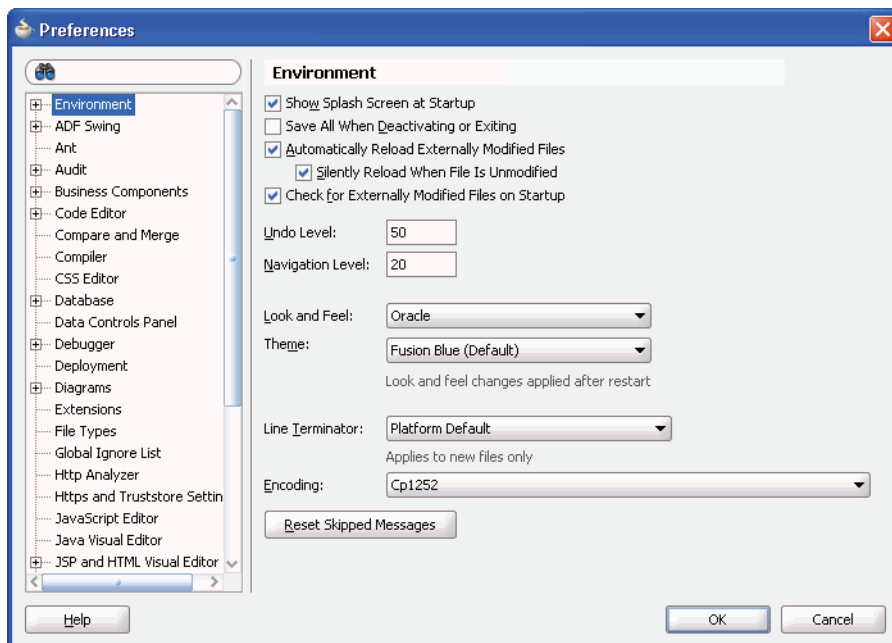 Preferences
Environment
ADF Swing
Ant
Audit
Business Components
Code Editor
Compare and Merge
Compiler
CSS Editor
Database
Data Controls Panel
Debugger
Deployment
Diagrams
Extensions
File Types
Global Ignore List
Http Analyzer
Https and Truststore Settin
JavaScript Editor
Java Visual Editor
JSP and HTML Visual Editor
Environment
Show Splash Screen at Startup
Save All When Deactivating or Exiting
Automatically Reload Externally Modified Files
Silently Reload When File Is Unmodified
Check for Externally Modified Files on Startup
Undo Level: 50
Navigation Level: 20
Look and Feel: Oracle
Theme: Fusion Blue (Default)
Look and feel changes applied after restart
Line Terminator: Platform Default
Applies to new files only
Encoding: Cp1252
Reset Skipped Messages
Help OK Cancel